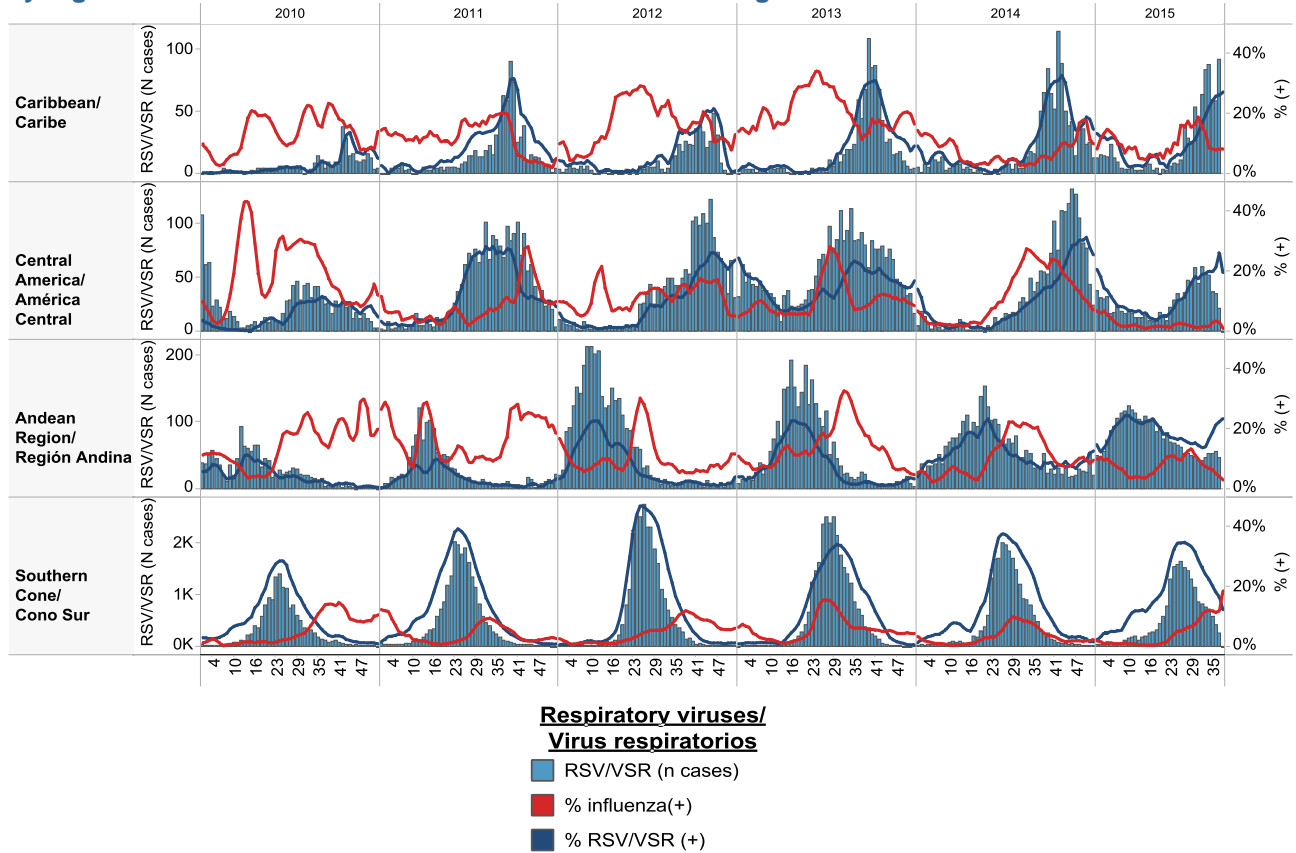 2010 2011 2012 2013 2014 2015
Caribbean/
Caribe
RSV/VSR (N cases)
100
50
0
40%
20%
0%
% (+)
Central
America/
América
Central
RSV/VSR (N cases)
100
50
0
40%
20%
0%
% (+)
Andean
Region/
Región Andina
RSV/VSR (N cases)
200
100
0
40%
20%
0%
% (+)
Southern
Cone/
Cono Sur
RSV/VSR (N cases)
2K
1K
0K
40%
20%
0%
% (+)
4 10 16 23 29 35 41 47 4 10 16 23 29 35 41 47 4 10 16 23 29 35 41 47 4 10 16 23 29 35 41 47 4 10 16 23 29 35 41 47 4 10 16 23 29 35
Respiratory viruses/
Virus respiratorios
RSV/VSR (n cases)
% influenza(+)
% RSV/VSR (+)